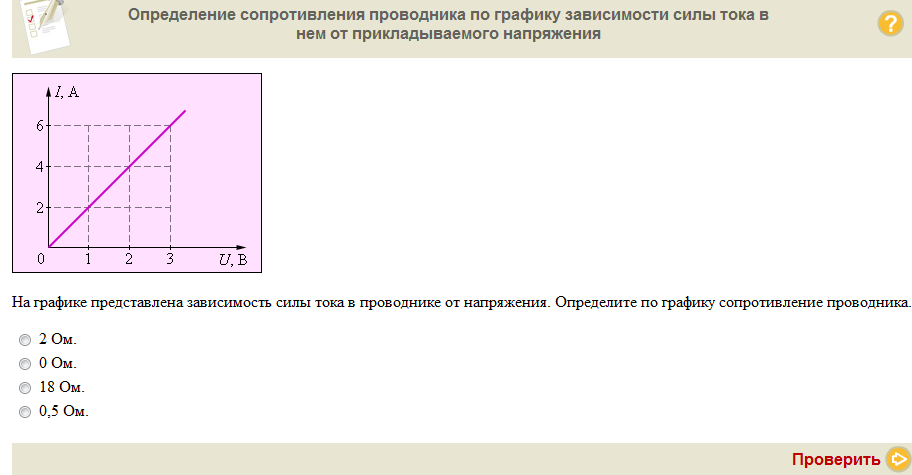 Определение сопротивления проводника по графику зависимости силы тока в
нем от прикладываемого напряжения
?
I, А
6
4
2
0 1 2 3 U, В
На графике представлена зависимость силы тока в проводнике от напряжения. Определите по графику сопротивление проводника.
2 Ом.
0 Ом.
18 Ом.
0,5 Ом.
Проверить